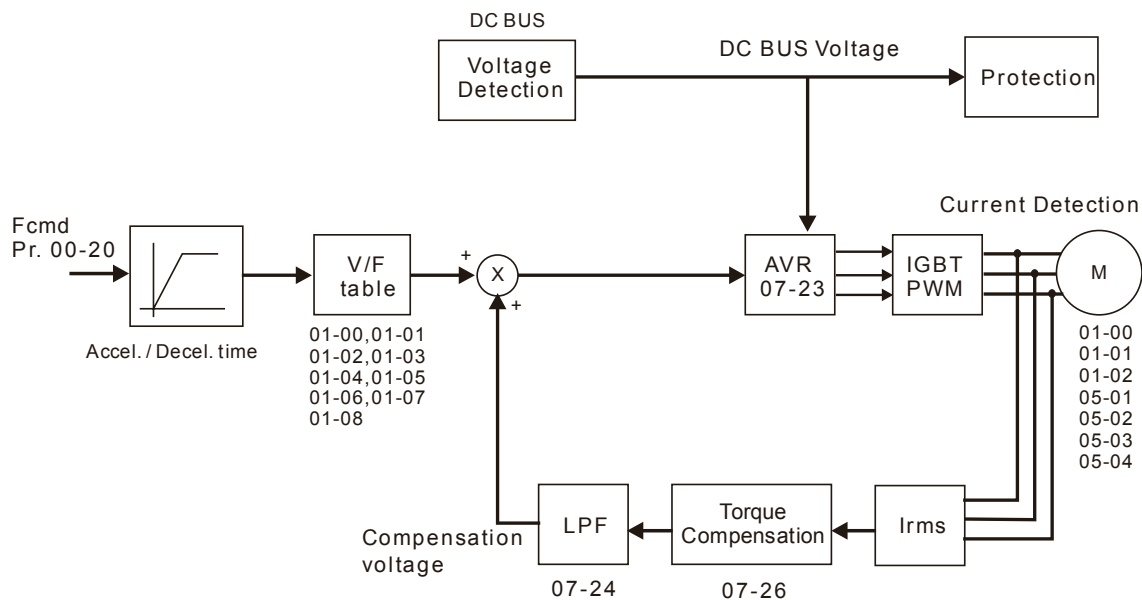 DC BUS
Voltage
Detection
DC BUS Voltage
Protection
Fcmd
Pr. 00-20
Accel. / Decel. time
V/F
table
01-00,01-01
01-02,01-03
01-04,01-05
01-06,01-07
01-08
+
X
+
AVR
07-23
IGBT
PWM
Current Detection
M
01-00
01-01
01-02
05-01
05-02
05-03
05-04
Compensation
voltage
LPF
07-24
Torque
Compensation
07-26
Irms